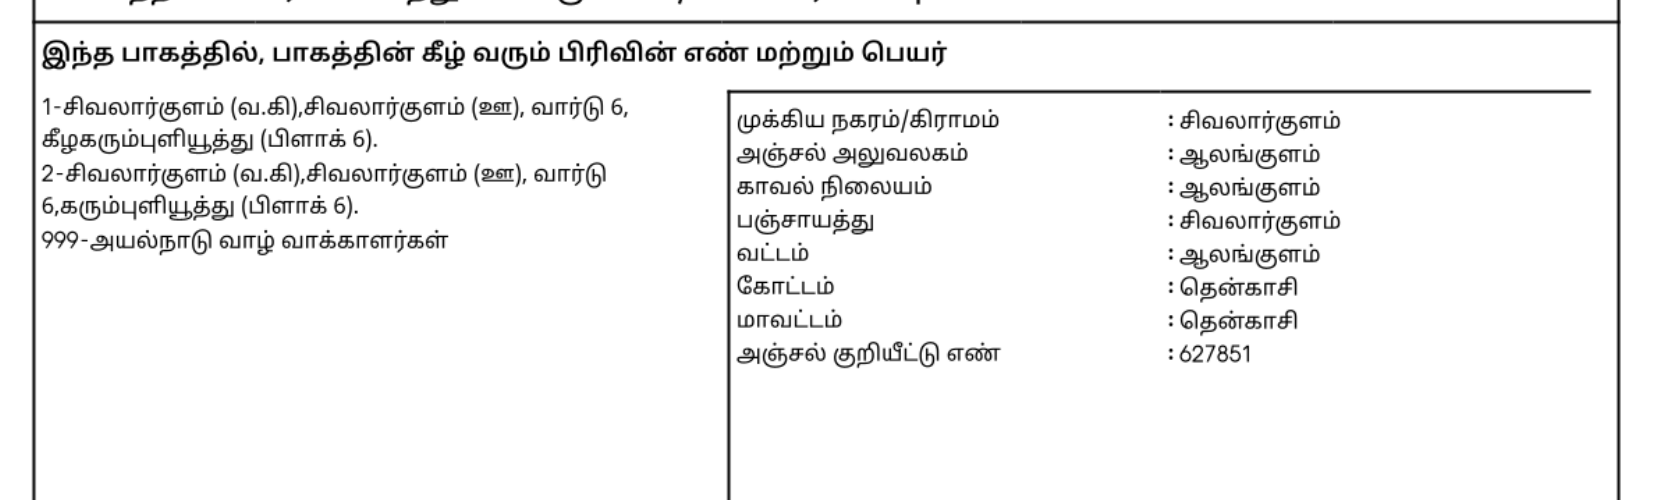 இந்த பாகத்தில், பாகத்தின் கீழ் வரும் பிரிவின் எண் மற்றும் பெயர்
1-சிவலார்குளம் (வ.கி),சிவலார்குளம் (ஊ), வார்டு 6,
கீழகரும்புளியூத்து (பிளாக் 6).
2-சிவலார்குளம் (வ.கி),சிவலார்குளம் (ஊ), வார்டு
6,கரும்புளியூத்து (பிளாக் 6).
999-அயல்நாடு வாழ் வாக்காளர்கள்
முக்கிய நகரம்/கிராமம் : சிவலார்குளம்
அஞ்சல் அலுவலகம் : ஆலங்குளம்
காவல் நிலையம் : ஆலங்குளம்
பஞ்சாயத்து : சிவலார்குளம்
வட்டம் : ஆலங்குளம்
கோட்டம் : தென்காசி
மாவட்டம் : தென்காசி
அஞ்சல் குறியீட்டு எண் : 627851